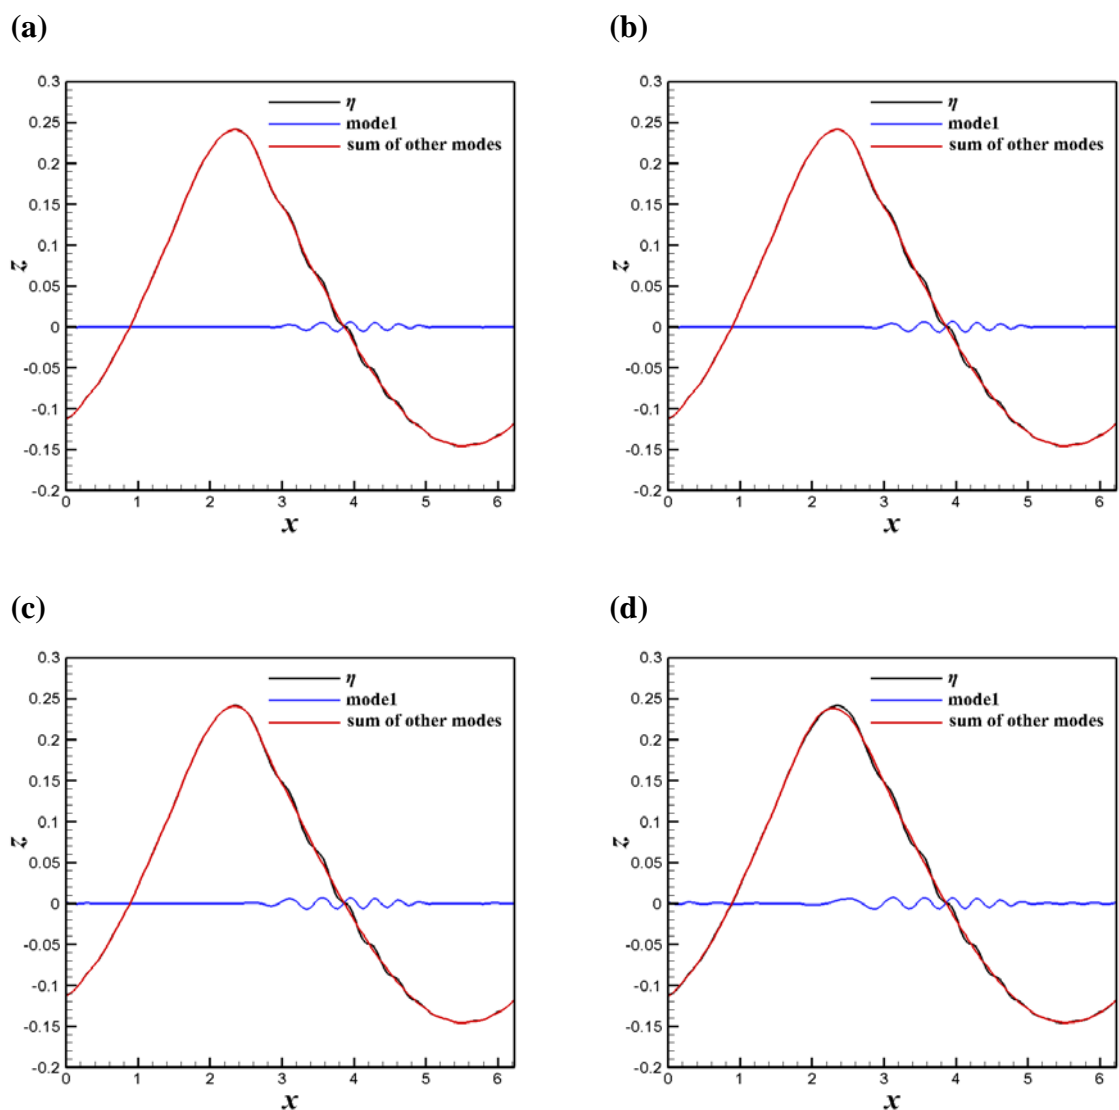 (a)
0.3
0.25
0.2
0.15
0.1
0.05
0
-0.05
-0.1
-0.15
-0.2
z
η
mode1
sum of other modes
0 1 2 3 4 5 6
x
(b)
0.3
0.25
0.2
0.15
0.1
0.05
0
-0.05
-0.1
-0.15
-0.2
z
η
mode1
sum of other modes
0 1 2 3 4 5 6
x
(c)
0.3
0.25
0.2
0.15
0.1
0.05
0
-0.05
-0.1
-0.15
-0.2
z
η
mode1
sum of other modes
0 1 2 3 4 5 6
x
(d)
0.3
0.25
0.2
0.15
0.1
0.05
0
-0.05
-0.1
-0.15
-0.2
z
η
mode1
sum of other modes
0 1 2 3 4 5 6
x